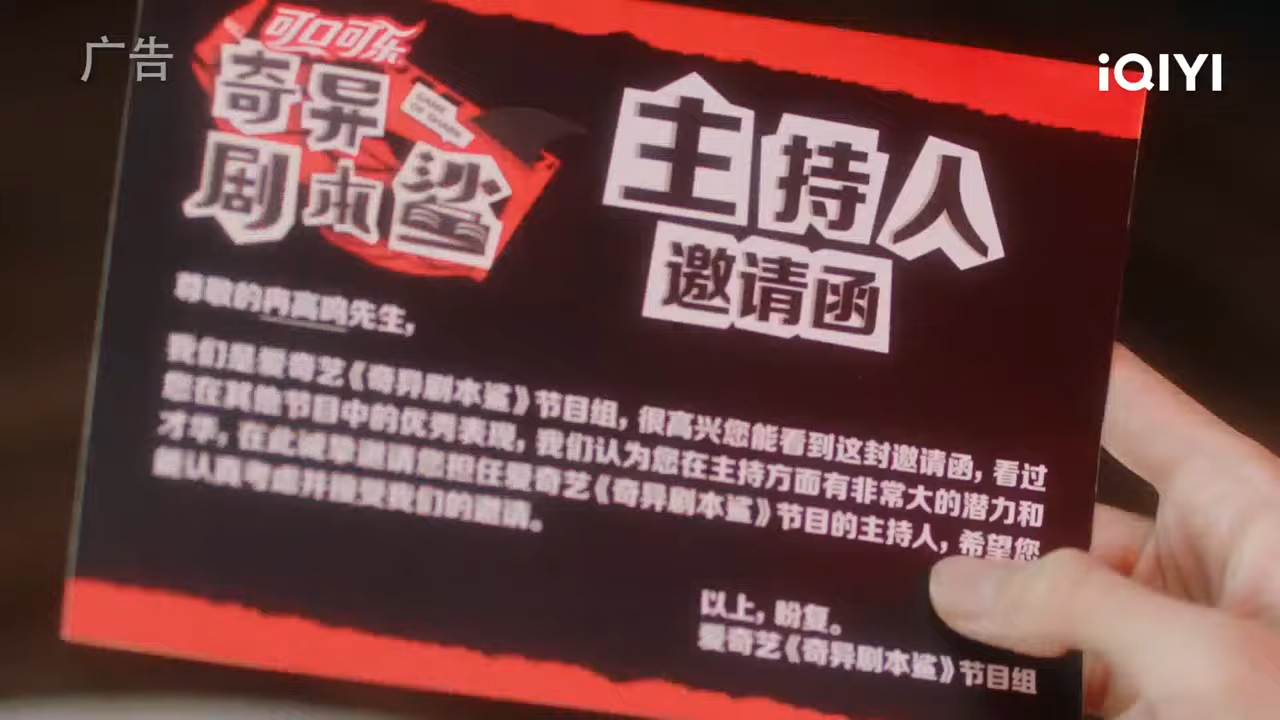 广告
iQIYI
可口可乐
奇异
剧本鲨
GAME OF SHARK
主持人
邀请函
尊敬的冉高鸣先生,
我们是爱奇艺《奇异剧本鲨》节目组, 很高兴您能看到这封邀请函, 看过
您在其他节目中的优秀表现, 我们认为您在主持方面有非常大的潜力和
才华, 在此诚挚邀请您担任爱奇艺《奇异剧本鲨》节目的主持人, 希望您
能认真考虑并接受我们的邀请。
以上, 盼复。
爱奇艺《奇异剧本鲨》节目组